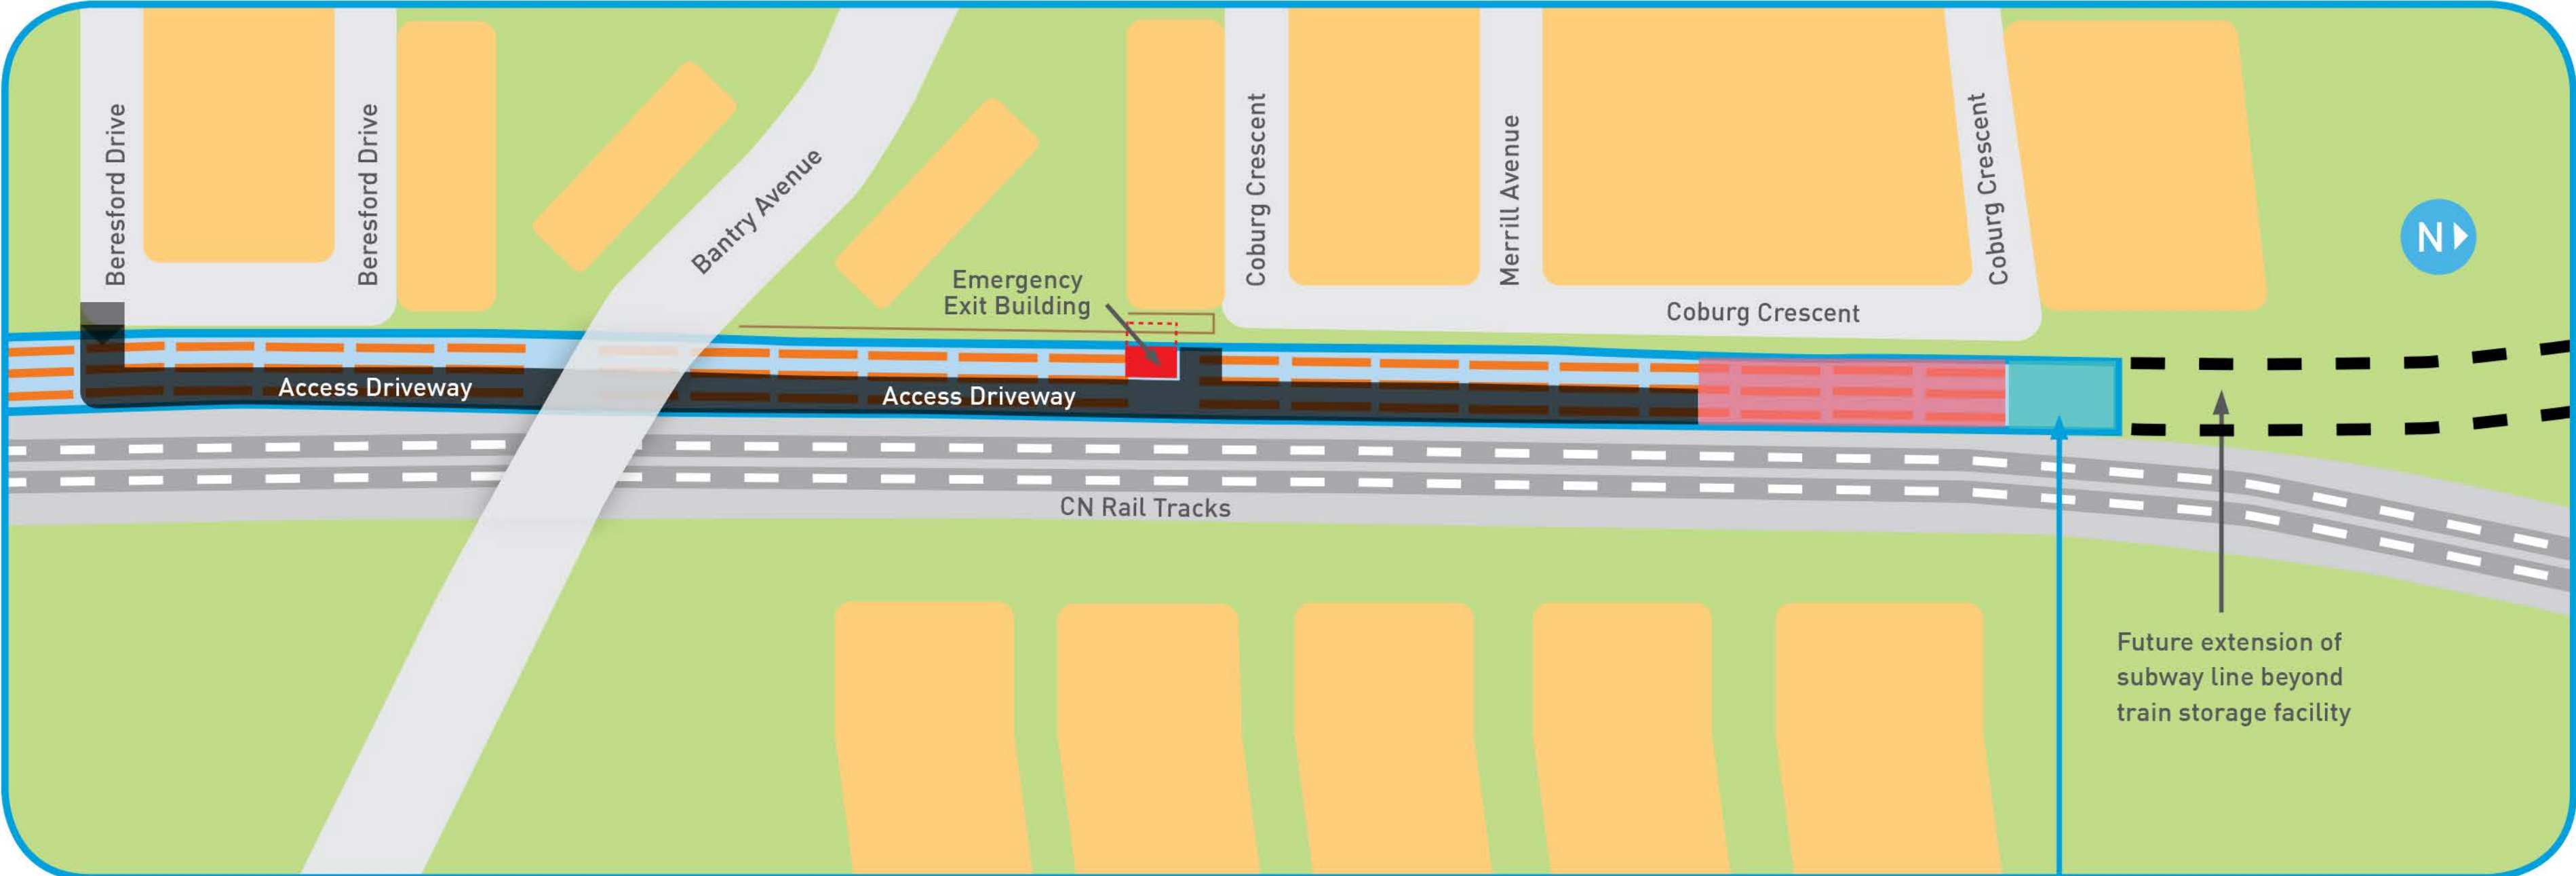 Beresford Drive
Beresford Drive
Bantry Avenue
Emergency
Exit Building
Coburg Crescent
Merrill Avenue
Coburg Crescent
Coburg Crescent
N
Access Driveway
Access Driveway
CN Rail Tracks
Future extension of
subway line beyond
train storage facility